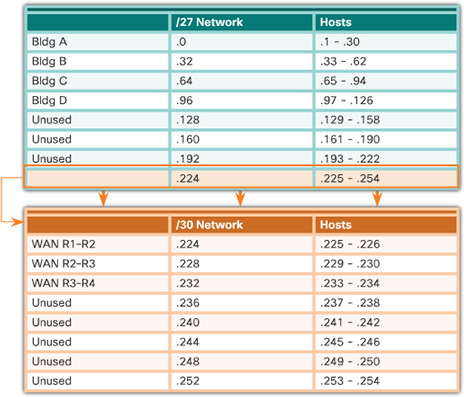 /27 Network Hosts
Bldg A .0 .1 – .30
Bldg B .32 .33 – .62
Bldg C .64 .65 – .94
Bldg D .96 .97 – .126
Unused .128 .129 – .158
Unused .160 .161 – .190
Unused .192 .193 – .222
.224 .225 – .254
/30 Network Hosts
WAN R1–R2 .224 .225 – .226
WAN R2–R3 .228 .229 – .230
WAN R3–R4 .232 .233 – .234
Unused .236 .237 – .238
Unused .240 .241 – .242
Unused .244 .245 – .246
Unused .248 .249 – .250
Unused .252 .253 – .254